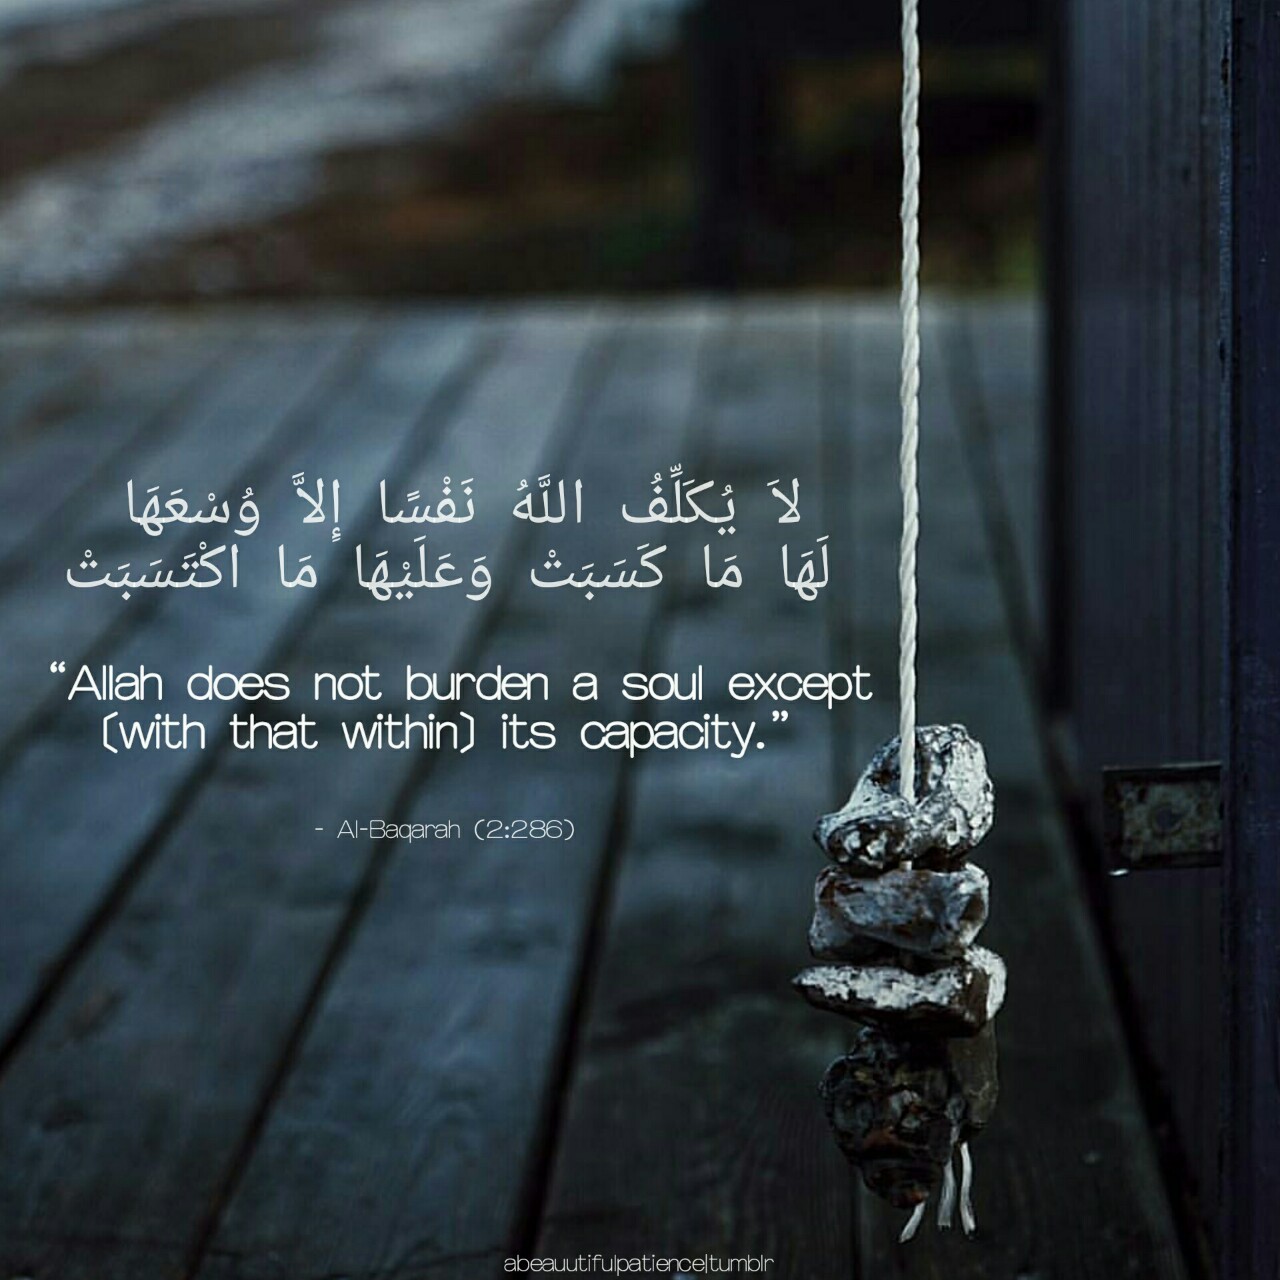 لاَ يُكَلِّفُ اللَّهُ نَفْسًا إِلاَّ وُسْعَهَا
لَهَا مَا كَسَبَتْ وَعَلَيْهَا مَا اكْتَسَبَتْ
“Allah does not burden a soul except
(with that within) its capacity.”
- Al-Baqarah (2:286)
abeauutifulpatience|tumblr